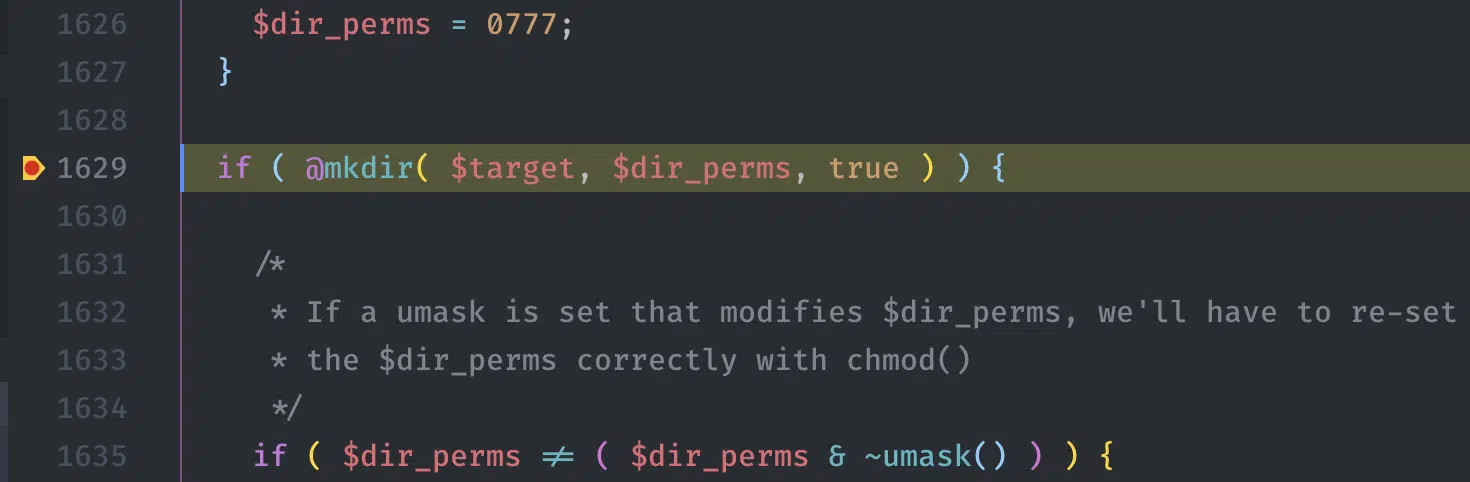 1626 $dir_perms = 0777;
1627 }
1628
1629 if ( @mkdir( $target, $dir_perms, true ) ) {
1630
1631 /*
1632 * If a umask is set that modifies $dir_perms, we'll have to re-set
1633 * the $dir_perms correctly with chmod()
1634 */
1635 if ( $dir_perms != ( $dir_perms & ~umask() ) ) {